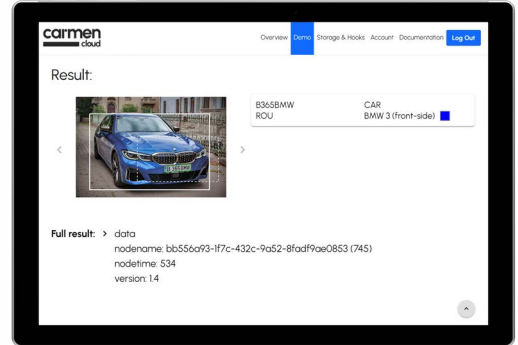 carmen
cloud
Overview Demo Storage & Hooks Account Documentation Log Out
Result:
B365BMW CAR
ROU BMW 3 (front-side)
Full result: > data
nodename: bb556a93-1f7c-432c-9a52-8fadf9ae0853 (745)
nodetime: 534
version: 1.4